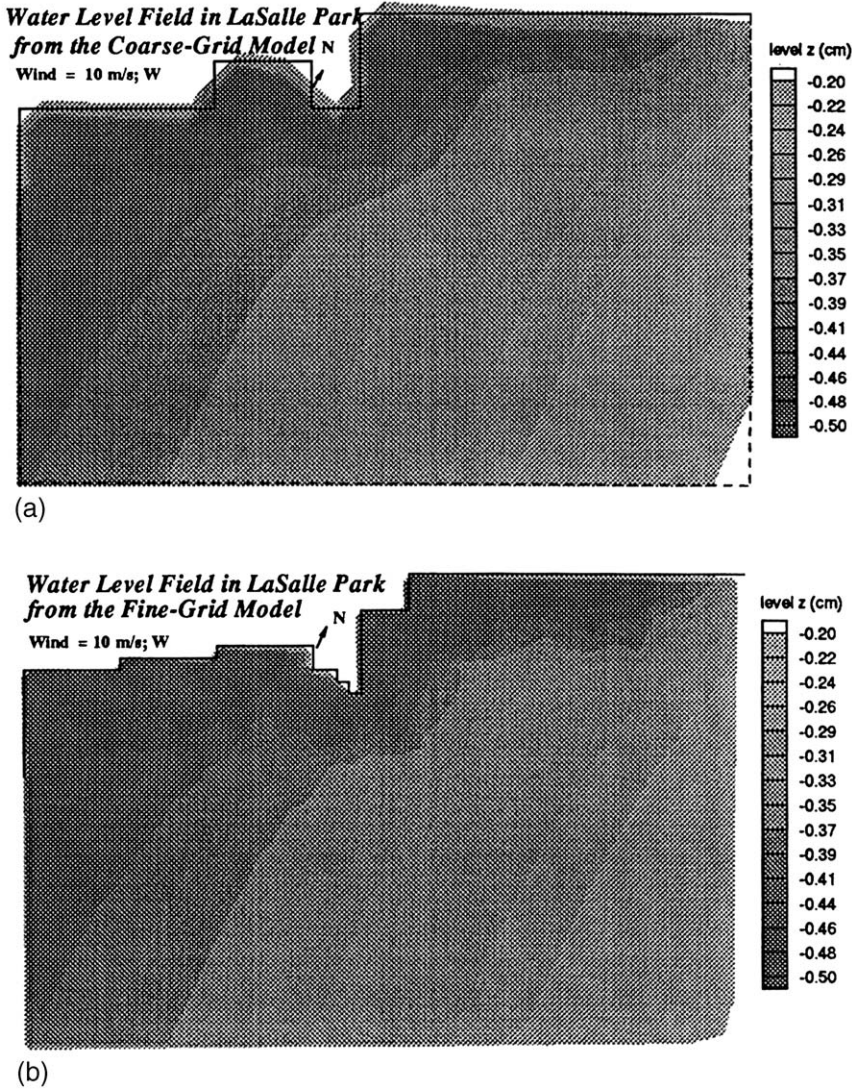 Water Level Field in LaSalle Park
from the Coarse-Grid Model N
Wind = 10 m/s; W
level z (cm)
-0.20
-0.22
-0.24
-0.26
-0.29
-0.31
-0.33
-0.35
-0.37
-0.39
-0.41
-0.44
-0.46
-0.48
-0.50
(a)
Water Level Field in LaSalle Park
from the Fine-Grid Model
N
Wind = 10 m/s; W
level z (cm)
-0.20
-0.22
-0.24
-0.26
-0.29
-0.31
-0.33
-0.35
-0.37
-0.39
-0.41
-0.44
-0.46
-0.48
-0.50
(b)